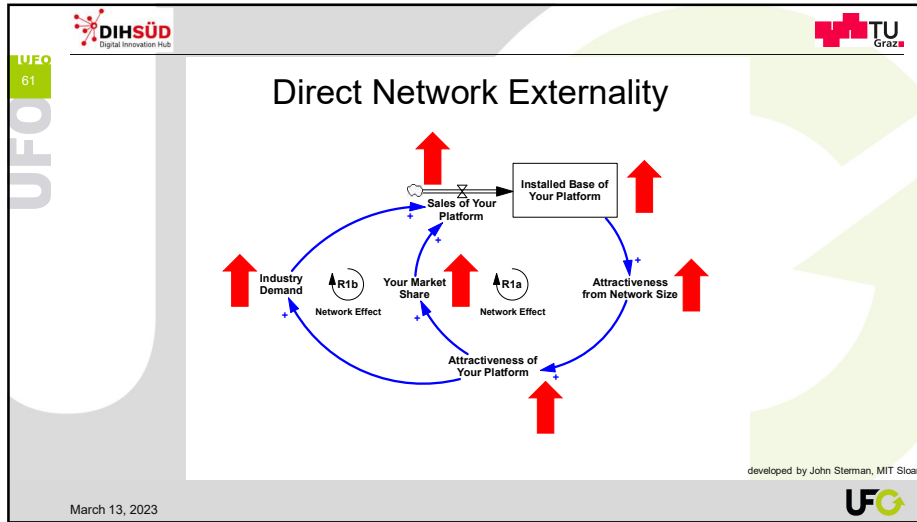 DIHSÜD
Digital Innovation Hub
TU
Graz
UFO
61
UFO
Direct Network Externality
Installed Base of
Your Platform
Sales of Your
Platform
+
+
+
Industry
Demand
R1b
Network Effect
Your Market
Share
R1a
Network Effect
Attractiveness
from Network Size
+
+
Attractiveness of
Your Platform
+
developed by John Sterman, MIT Sloan
March 13, 2023
UFO